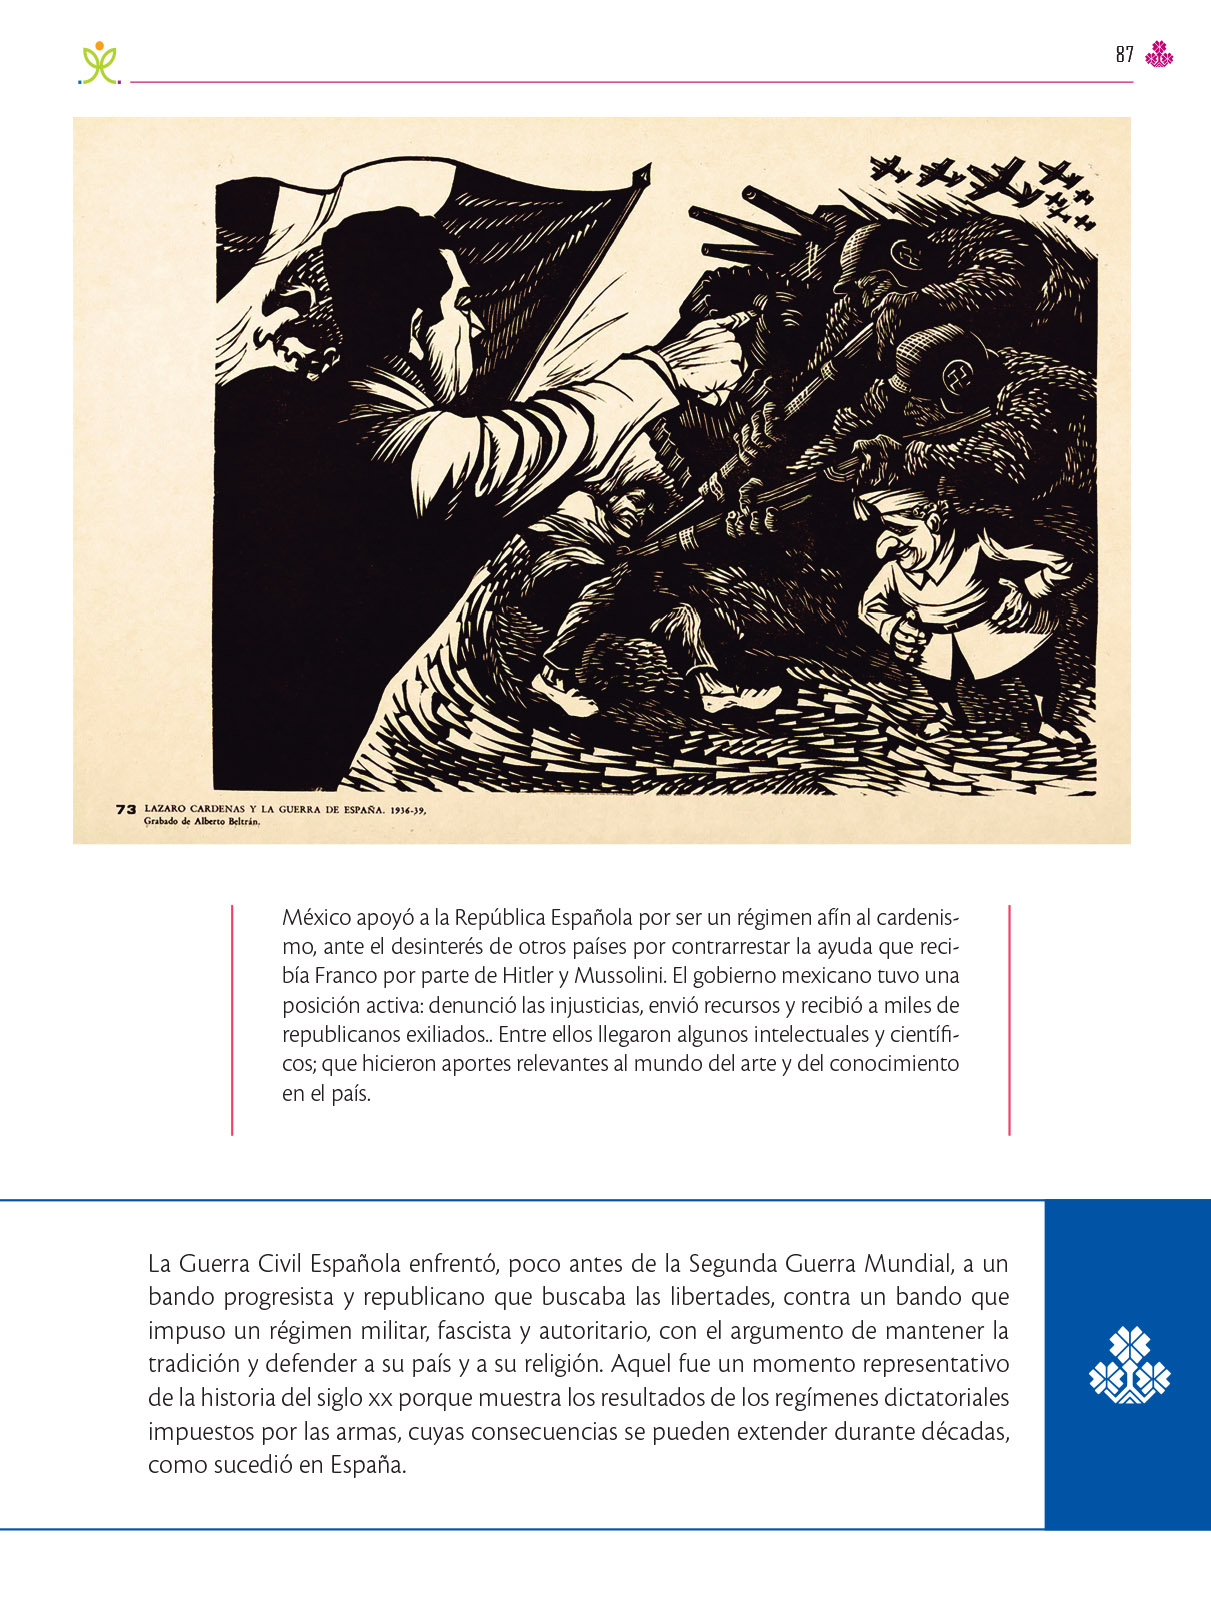 87
73 LAZARO CARDENAS Y LA GUERRA DE ESPAÑA. 1936-39,
Grabado de Alberto Beltrán.
México apoyó a la República Española por ser un régimen afín al cardenis-
mo, ante el desinterés de otros países por contrarrestar la ayuda que reci-
bía Franco por parte de Hitler y Mussolini. El gobierno mexicano tuvo una
posición activa: denunció las injusticias, envió recursos y recibió a miles de
republicanos exiliados.. Entre ellos llegaron algunos intelectuales y científi-
cos; que hicieron aportes relevantes al mundo del arte y del conocimiento
en el país.
La Guerra Civil Española enfrentó, poco antes de la Segunda Guerra Mundial, a un
bando progresista y republicano que buscaba las libertades, contra un bando que
impuso un régimen militar, fascista y autoritario, con el argumento de mantener la
tradición y defender a su país y a su religión. Aquel fue un momento representativo
de la historia del siglo XX porque muestra los resultados de los regímenes dictatoriales
impuestos por las armas, cuyas consecuencias se pueden extender durante décadas,
como sucedió en España.